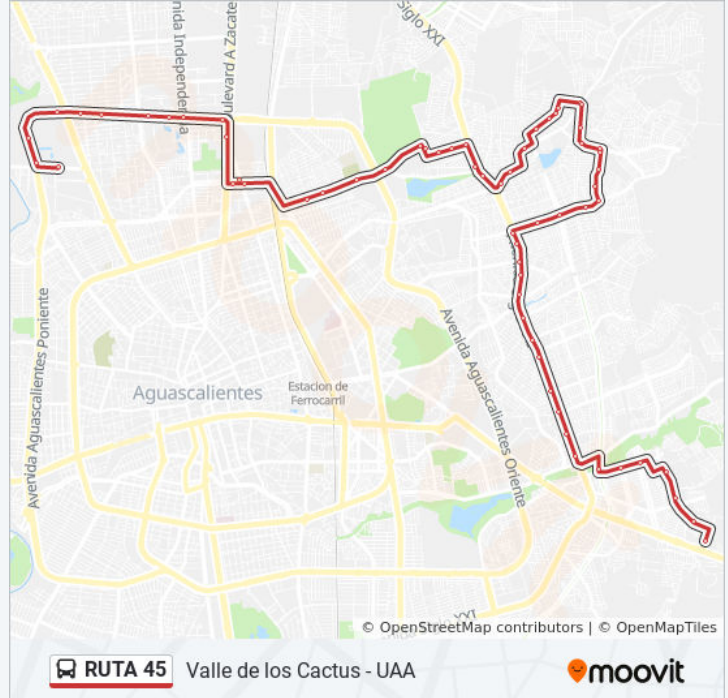 Siglo XXI
nida Independencia
ulevard A Zacate
Avenida Aguascalientes Poniente
Aguascalientes
Estacion de
Ferrocarril
Avenida Aguascalientes Oriente
© OpenStreetMap contributors | © OpenMapTiles
RUTA 45 Valle de los Cactus - UAA
moovit